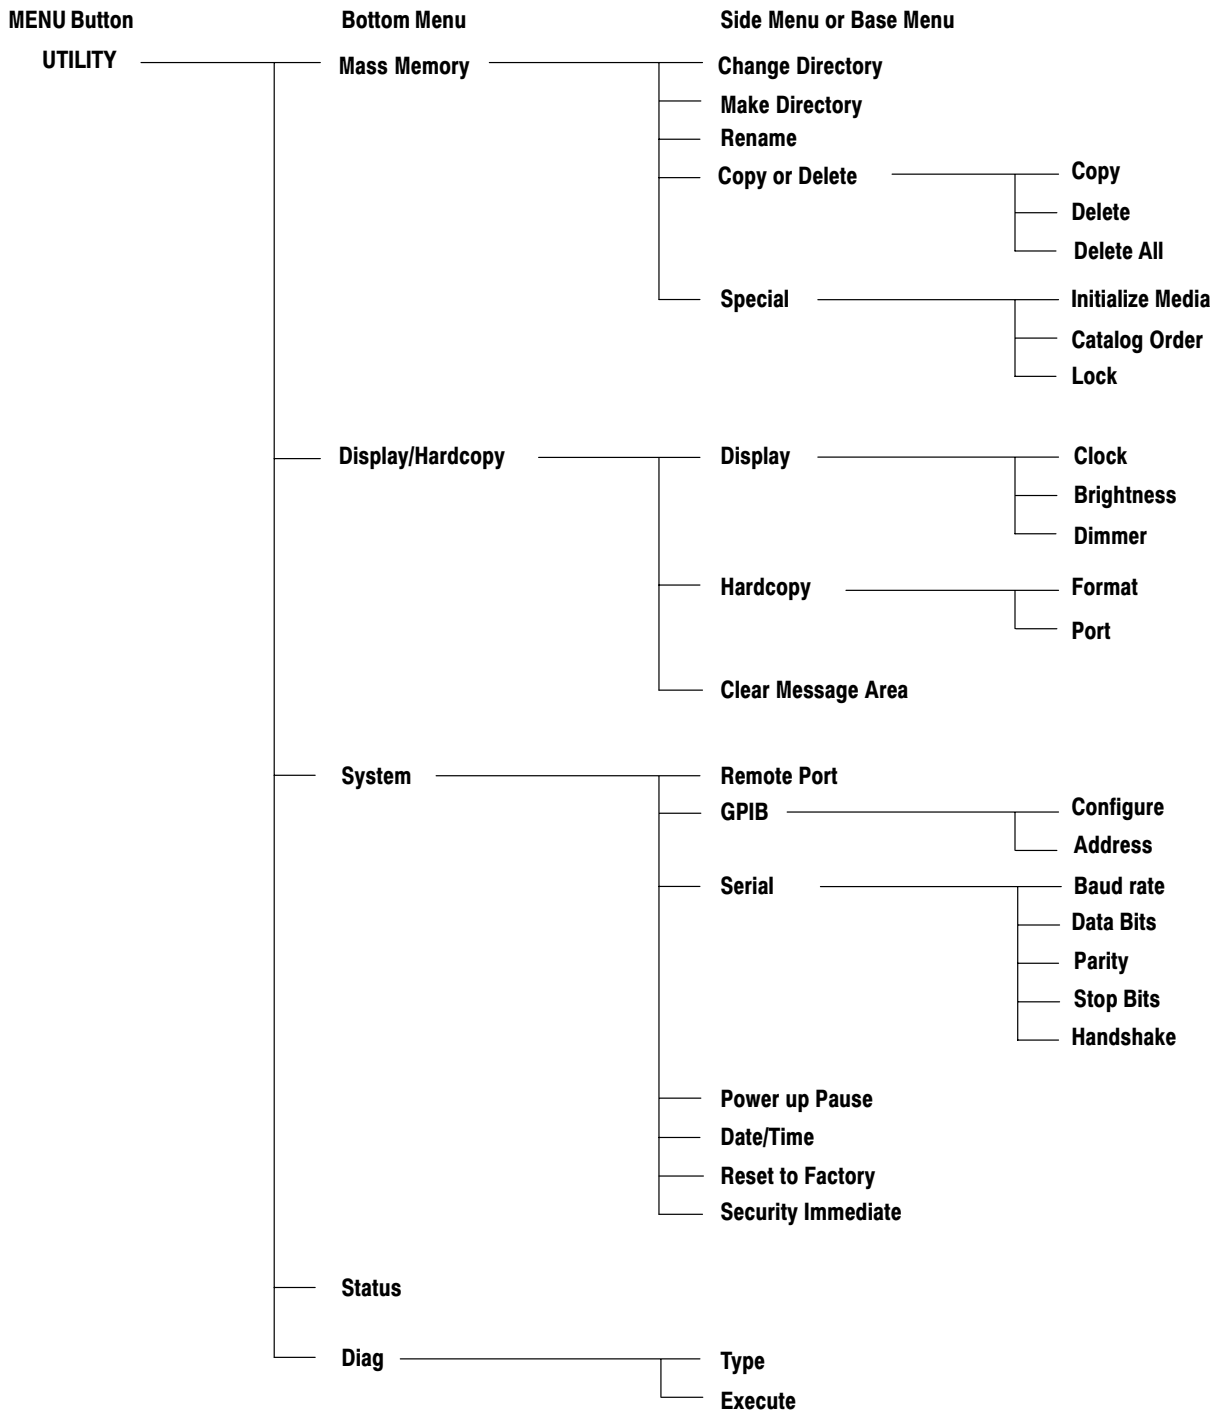 MENU Button
Bottom Menu
Side Menu or Base Menu
UTILITY
Mass Memory
Change Directory
Make Directory
Rename
Copy or Delete
Copy
Delete
Delete All
Special
Initialize Media
Catalog Order
Lock
Display/Hardcopy
Display
Clock
Brightness
Dimmer
Hardcopy
Format
Port
Clear Message Area
System
Remote Port
GPIB
Configure
Address
Serial
Baud rate
Data Bits
Parity
Stop Bits
Handshake
Power up Pause
Date/Time
Reset to Factory
Security Immediate
Status
Diag
Type
Execute